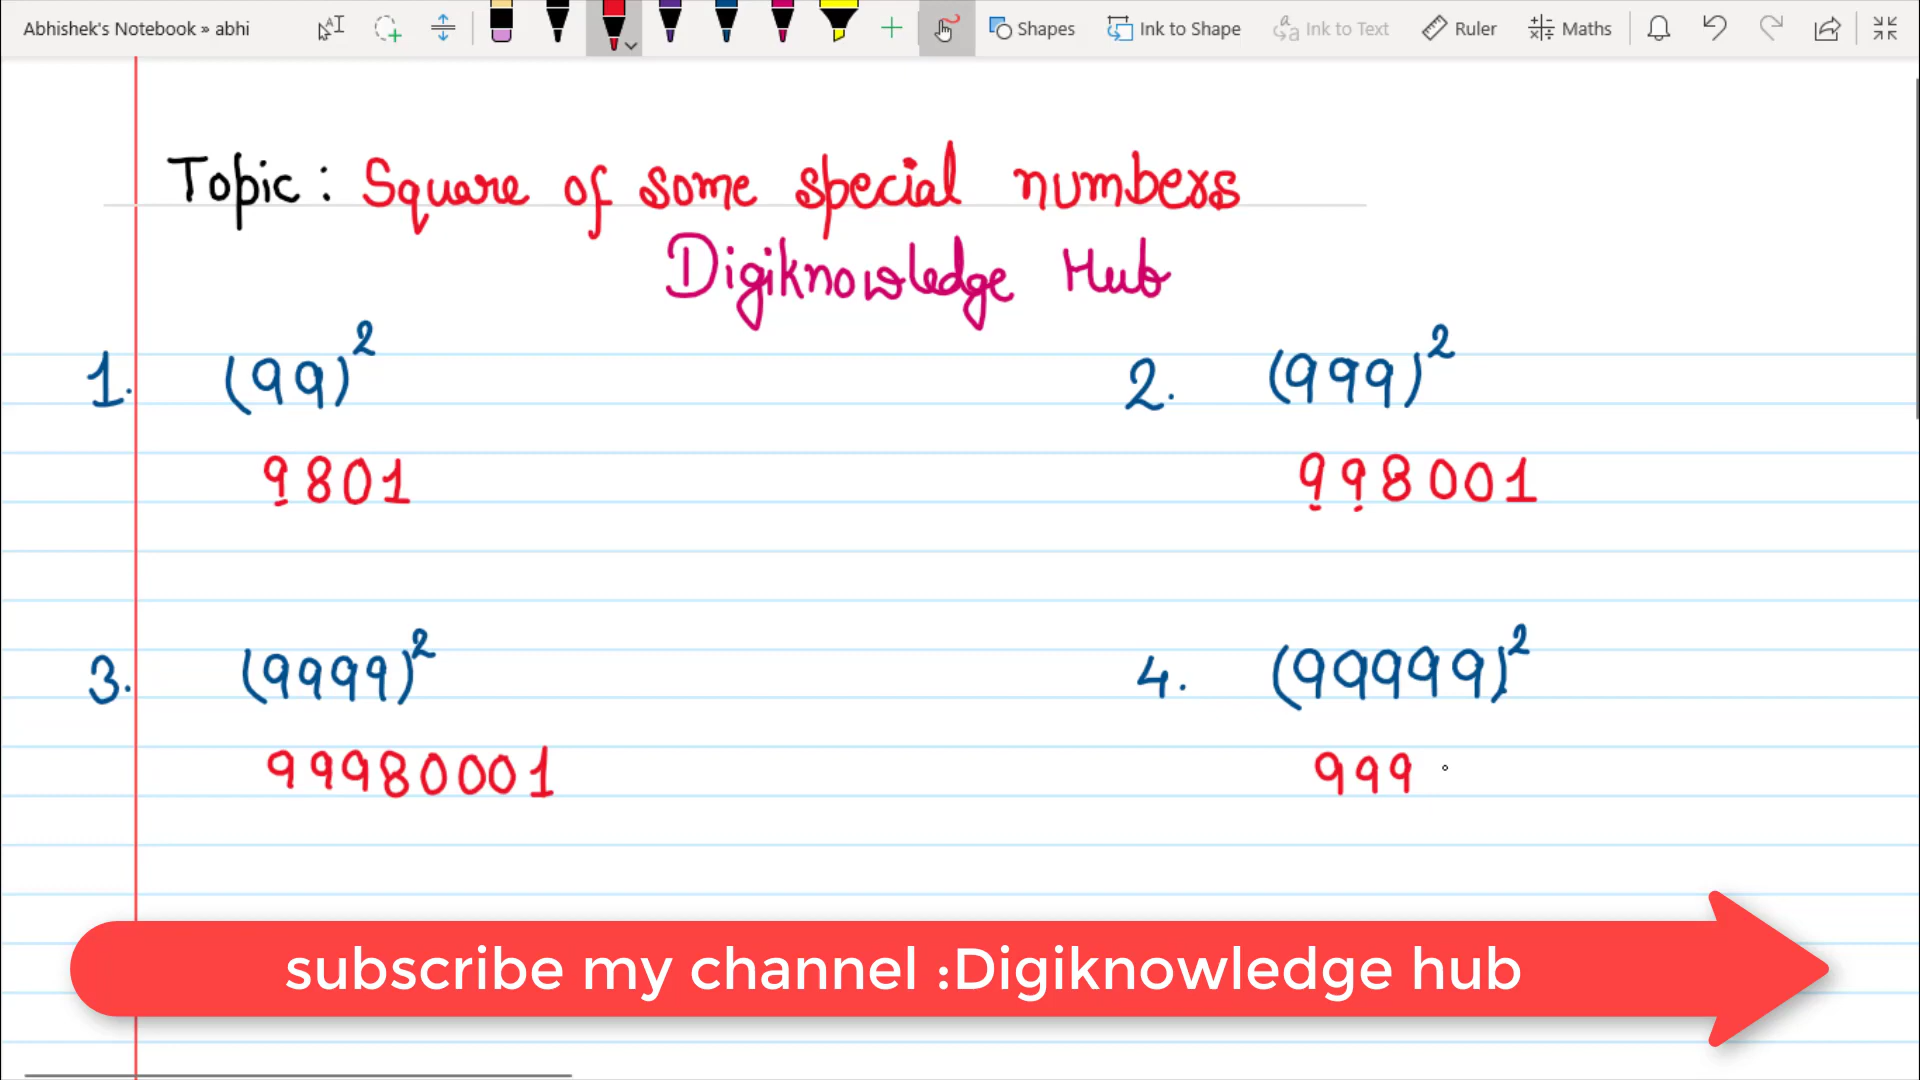 Abhishek's Notebook » abhi
Shapes Ink to Shape Ink to Text Ruler Maths
Topic : Square of some special numbers
Digiknowledge Hub
1. (99)² 2. (999)²
9801 998001
3. (9999)² 4. (99999)²
99980001 999
subscribe my channel :Digiknowledge hub